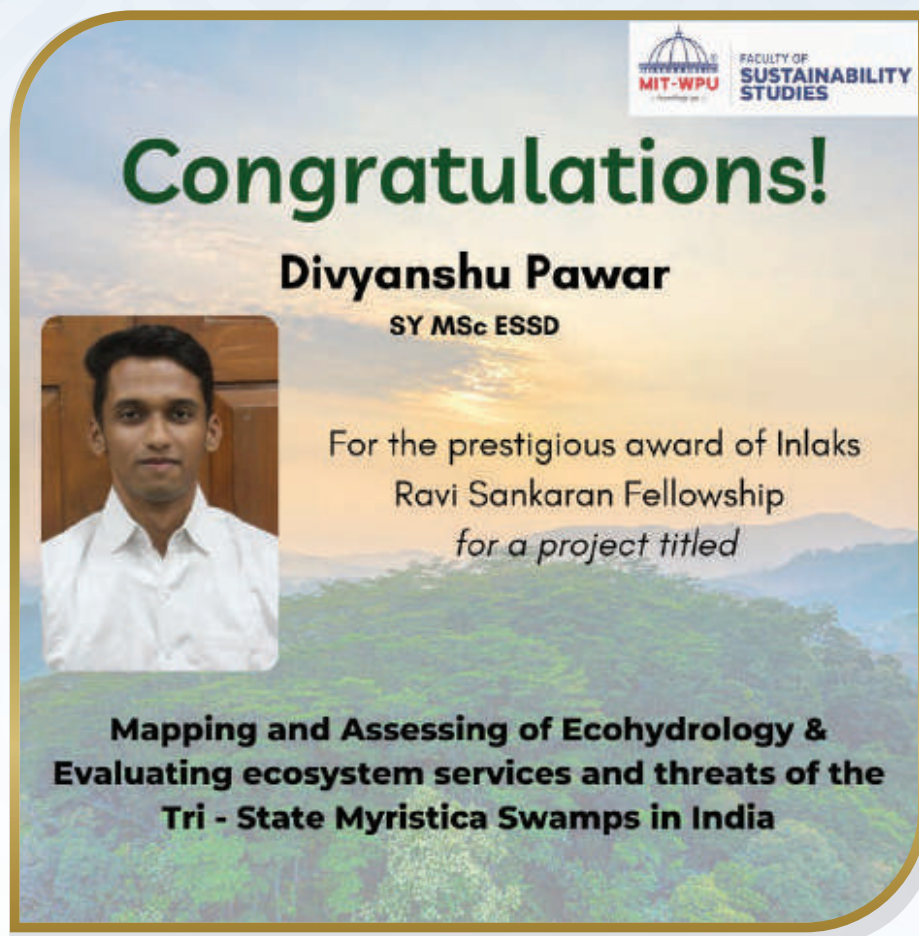 MIT-WPU
FACULTY OF
SUSTAINABILITY
STUDIES
Congratulations!
Divyanshu Pawar
SY MSc ESSD
For the prestigious award of Inlaks
Ravi Sankaran Fellowship
for a project titled
Mapping and Assessing of Ecohydrology &
Evaluating ecosystem services and threats of the
Tri - State Myristica Swamps in India